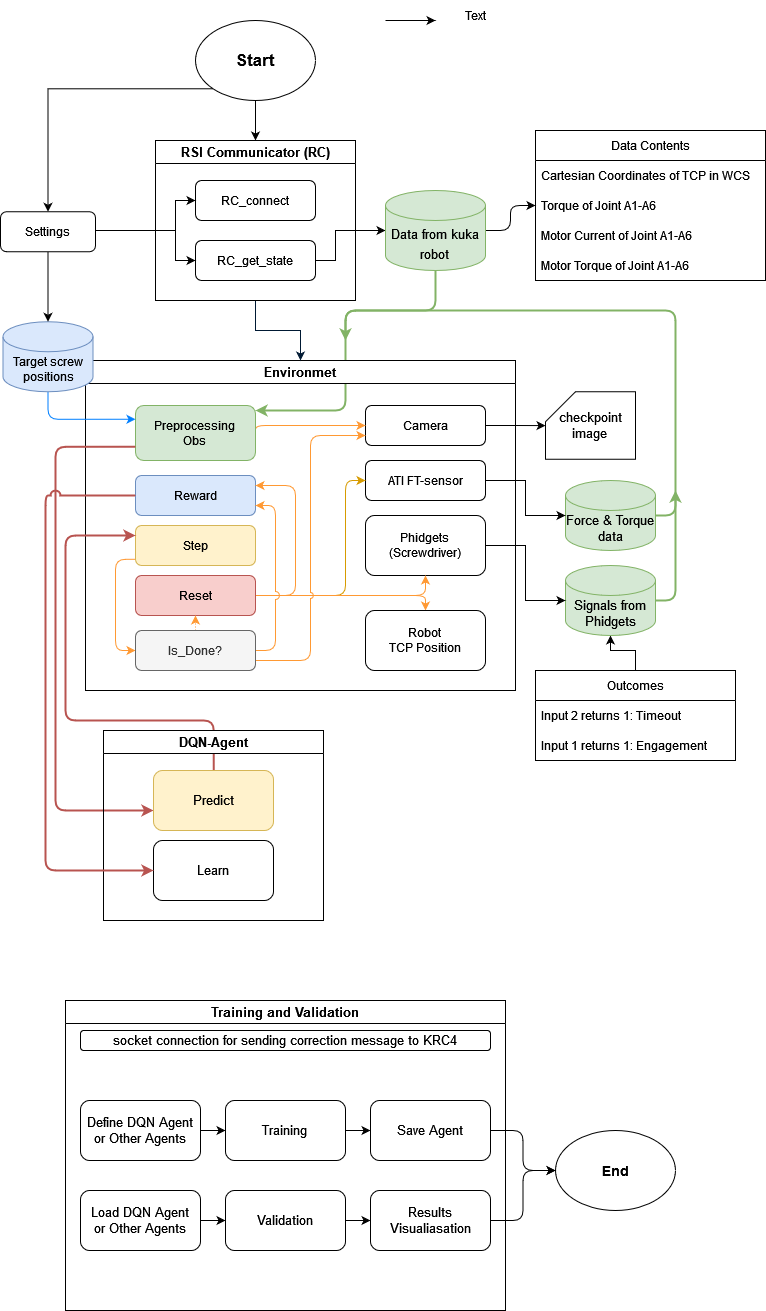 Text
Start
RSI Communicator (RC)
RC_connect
RC_get_state
Settings
Data from kuka
robot
Data Contents
Cartesian Coordinates of TCP in WCS
Torque of Joint A1-A6
Motor Current of Joint A1-A6
Motor Torque of Joint A1-A6
Target screw
positions
Environmet
Preprocessing
Obs
Reward
Step
Reset
Is_Done?
Camera
ATI FT-sensor
Phidgets
(Screwdriver)
Robot
TCP Position
checkpoint
image
Force & Torque
data
Signals from
Phidgets
Outcomes
Input 2 returns 1: Timeout
Input 1 returns 1: Engagement
DQN-Agent
Predict
Learn
Training and Validation
socket connection for sending correction message to KRC4
Define DQN Agent
or Other Agents
Training
Save Agent
Load DQN Agent
or Other Agents
Validation
Results
Visualiasation
End